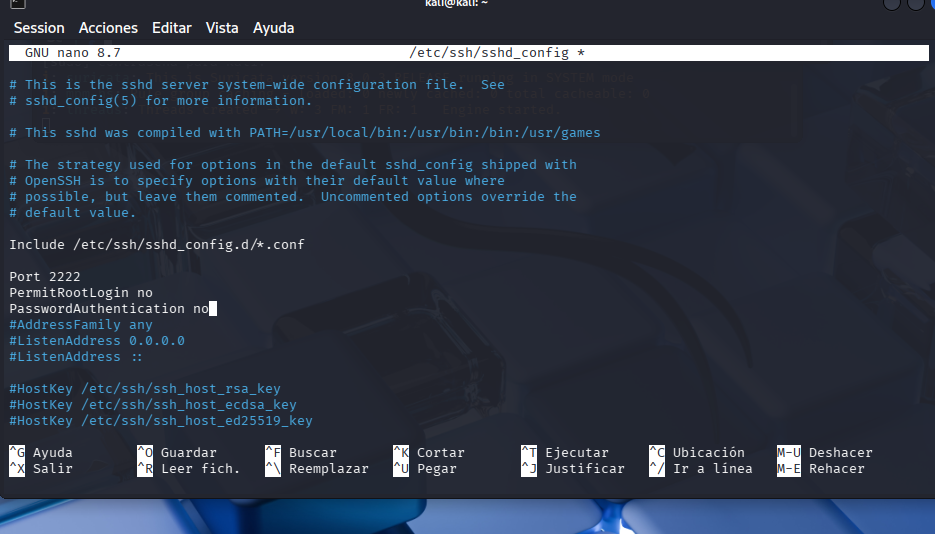 kali@kali: ~
Session Acciones Editar Vista Ayuda
GNU nano 8.7 /etc/ssh/sshd_config *
# This is the sshd server system-wide configuration file.  See
# sshd_config(5) for more information.
# This sshd was compiled with PATH=/usr/local/bin:/usr/bin:/bin:/usr/games
# The strategy used for options in the default sshd_config shipped with
# OpenSSH is to specify options with their default value where
# possible, but leave them commented.  Uncommented options override the
# default value.
Include /etc/ssh/sshd_config.d/*.conf
Port 2222
PermitRootLogin no
PasswordAuthentication no
#AddressFamily any
#ListenAddress 0.0.0.0
#ListenAddress ::
#HostKey /etc/ssh/ssh_host_rsa_key
#HostKey /etc/ssh/ssh_host_ecdsa_key
#HostKey /etc/ssh/ssh_host_ed25519_key
^G Ayuda ^O Guardar ^F Buscar ^K Cortar ^T Ejecutar ^C Ubicación M-U Deshacer
^X Salir ^R Leer fich. ^\ Reemplazar ^U Pegar ^J Justificar ^/ Ir a línea M-E Rehacer